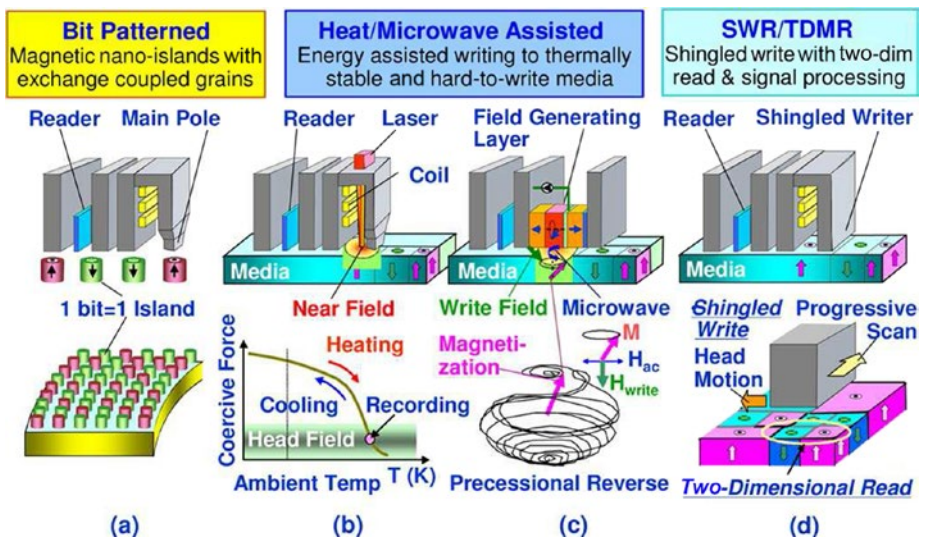 Bit Patterned
Magnetic nano-islands with
exchange coupled grains
Heat/Microwave Assisted
Energy assisted writing to thermally
stable and hard-to-write media
SWR/TDMR
Shingled write with two-dim
read & signal processing
Reader
Main Pole
1 bit=1 Island
(a)
Reader
Laser
Coil
Media
Near Field
Coercive Force
Heating
Cooling
Recording
Head Field
Ambient Temp
T (K)
(b)
Field Generating
Layer
Media
Write Field
Microwave
Magneti-
zation
M
Hac
Hwrite
Precessional Reverse
(c)
Reader
Shingled Writer
Media
Shingled
Write
Progressive
Scan
Head
Motion
Two-Dimensional Read
(d)